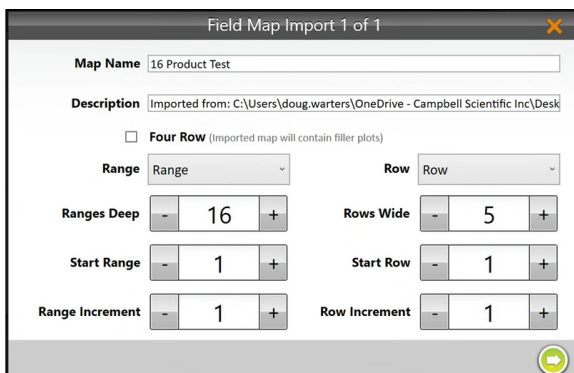 Field Map Import 1 of 1
Map Name 16 Product Test
Description Imported from: C:\Users\doug.warters\OneDrive - Campbell Scientific Inc\Desk
Four Row (Imported map will contain filler plots)
Range Range Row Row
Ranges Deep - 16 + Rows Wide - 5 +
Start Range - 1 + Start Row - 1 +
Range Increment - 1 + Row Increment - 1 +